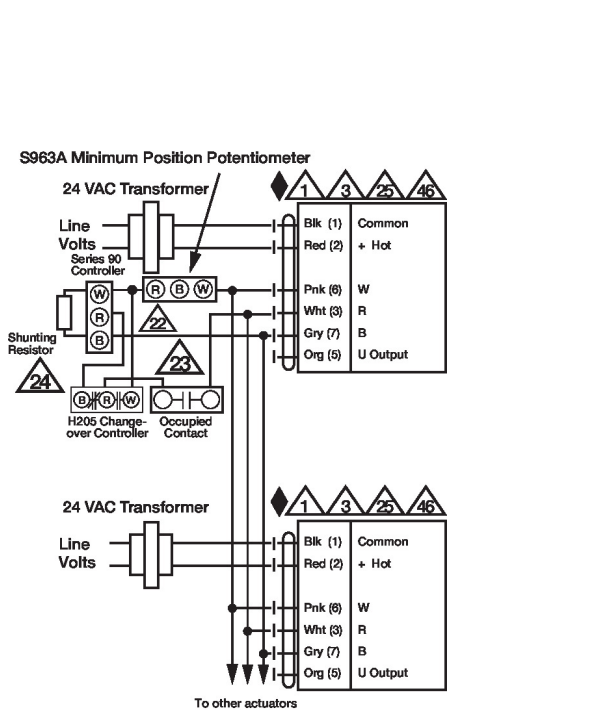 S963A Minimum Position Potentiometer
24 VAC Transformer
1 3 25 46
Line
Volts
Blk (1) Common
Red (2) + Hot
Series 90
Controller
W
R
B
R B W
Pnk (6) W
Wht (3) R
Gry (7) B
Org (5) U Output
22
Shunting
Resistor
23
24
B R W
H205 Change-
over Controller
Occupied
Contact
24 VAC Transformer
1 3 25 46
Line
Volts
Blk (1) Common
Red (2) + Hot
Pnk (6) W
Wht (3) R
Gry (7) B
Org (5) U Output
To other actuators